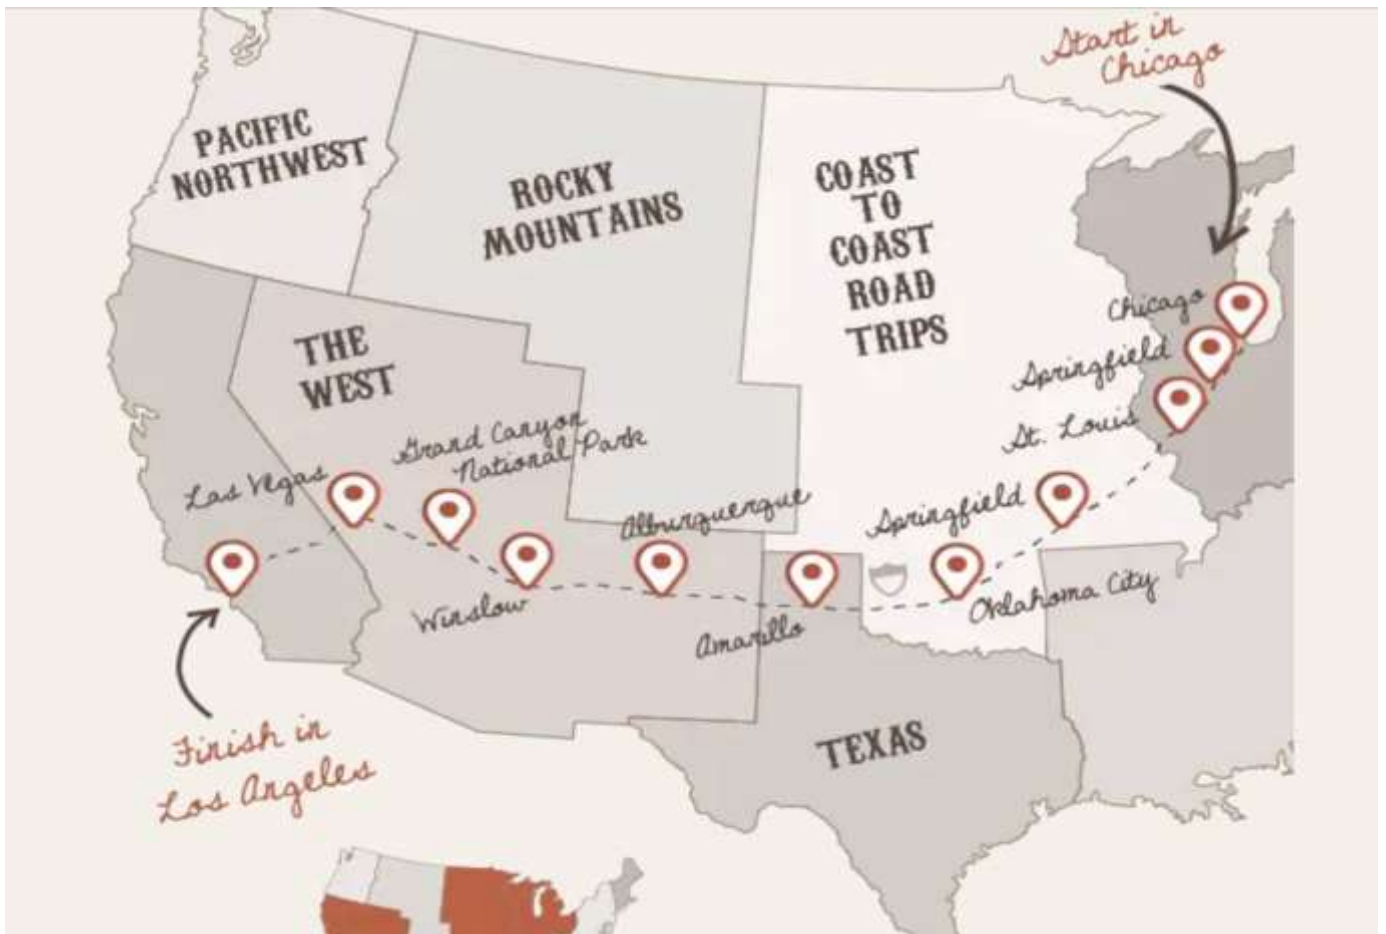 Start in
Chicago
PACIFIC
NORTHWEST
ROCKY
MOUNTAINS
COAST
TO
COAST
ROAD
TRIPS
THE
WEST
Chicago
Springfield
St. Louis
Grand Canyon
National Park
Las Vegas
Alburquerque
Springfield
Winslow
Amarillo
Oklahoma City
TEXAS
Finish in
Los Angeles